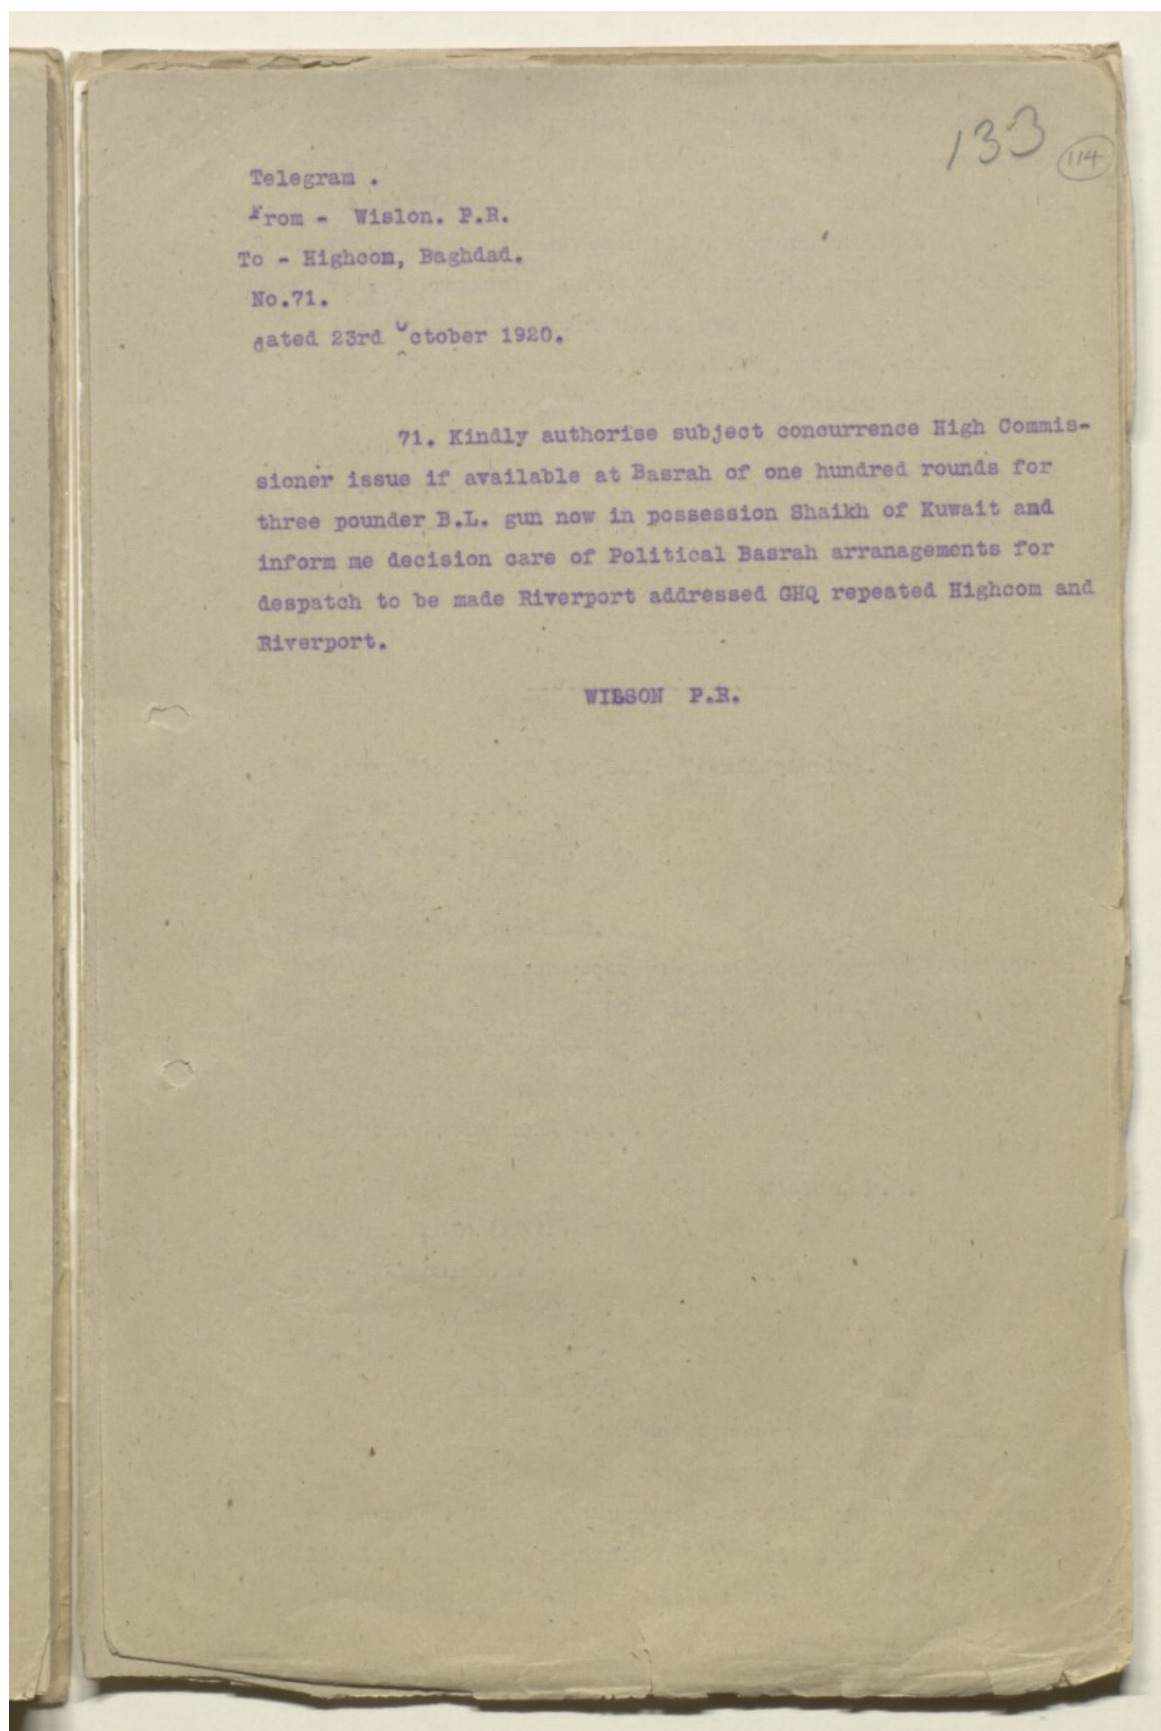 133
114
Telegram .
From - Wislon. P.R.
To - Highcom, Baghdad.
No.71.
dated 23rd October 1920.
71. Kindly authorise subject concurrence High Commis-
sioner issue if available at Basrah of one hundred rounds for
three pounder B.L. gun now in possession Shaikh of Kuwait and
inform me decision care of Political Basrah arranagements for
despatch to be made Riverport addressed GHQ repeated Highcom and
Riverport.
WILSON P.R.